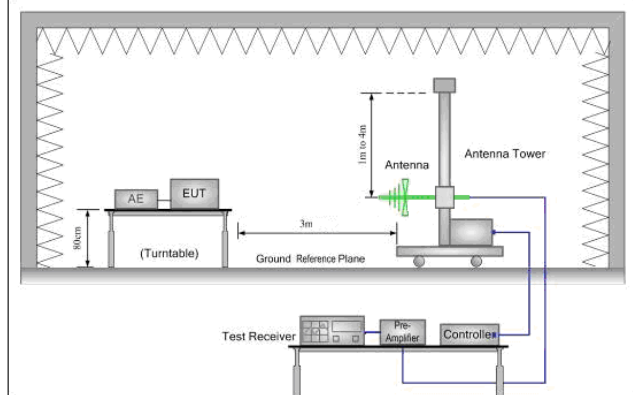 1m to 4m
Antenna
Antenna Tower
AE
EUT
80cm
(Turntable)
3m
Ground Reference Plane
Test Receiver
Pre-
Amplifier
Controller